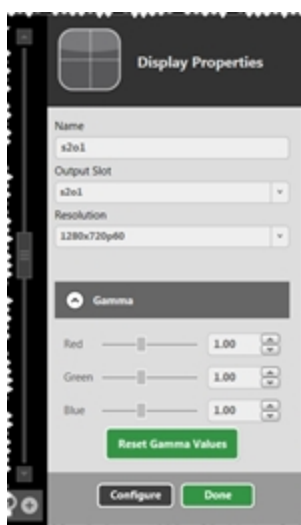 Display Properties
Name
s2o1
Output Slot
s2o1
Resolution
1280x720p60
Gamma
Red 1.00
Green 1.00
Blue 1.00
Reset Gamma Values
Configure Done